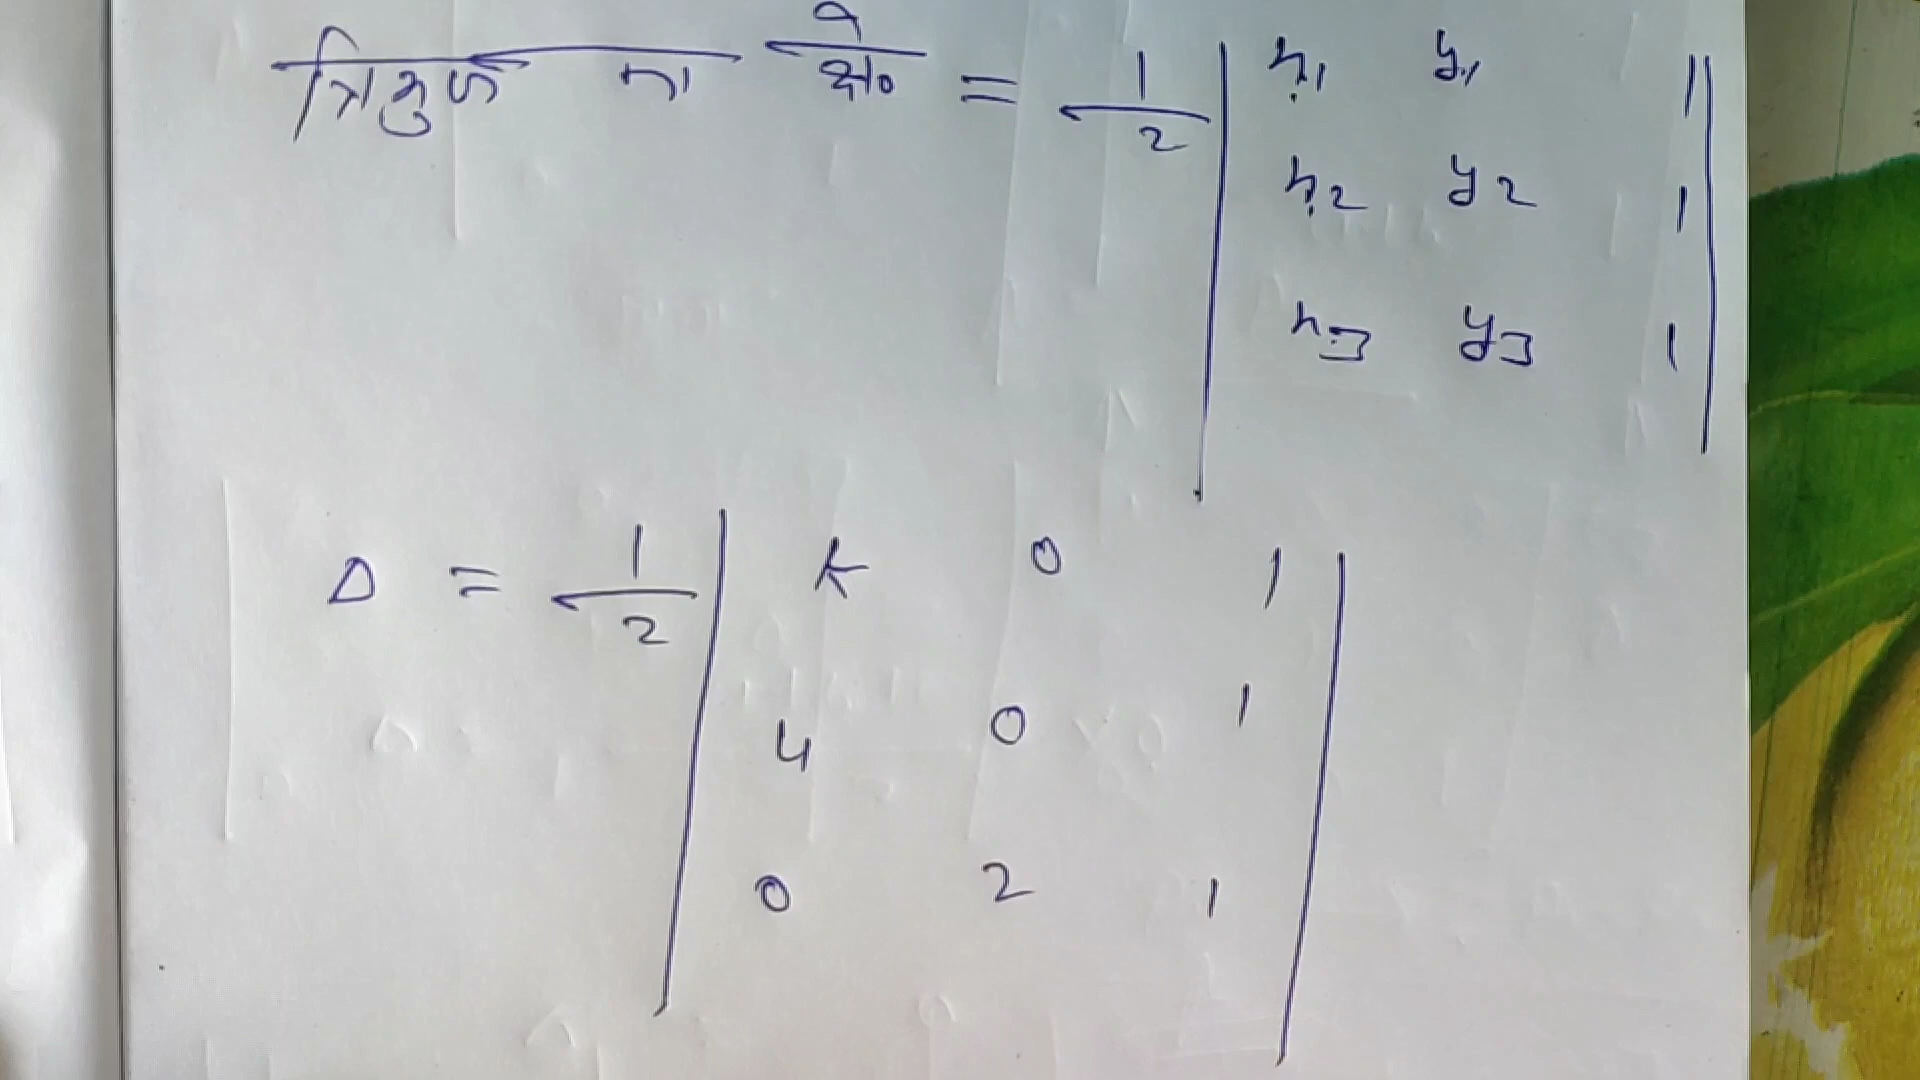 त्रिभुज का क्षे० = 1/2 | x1 y1 1 |
| x2 y2 1 |
| x3 y3 1 |
Δ = 1/2 | k 0 1 |
| 4 0 1 |
| 0 2 1 |